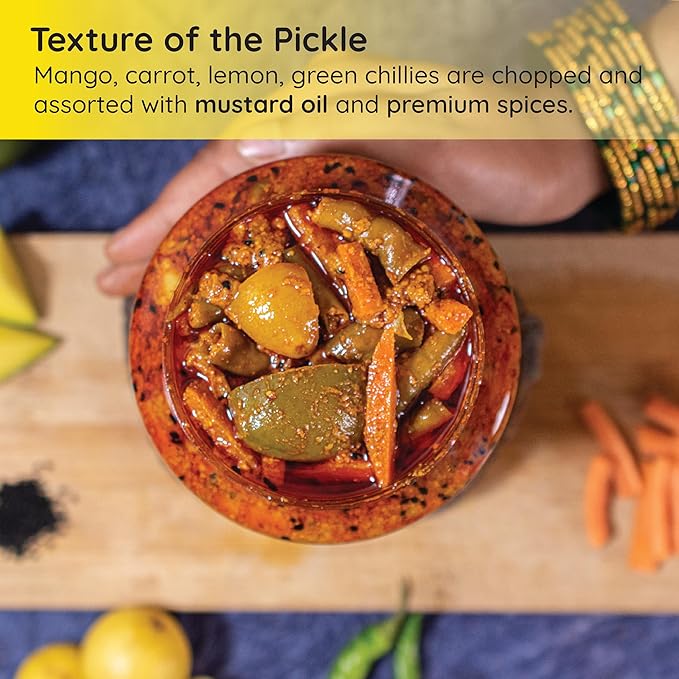 Texture of the Pickle
Mango, carrot, lemon, green chillies are chopped and
assorted with mustard oil and premium spices.